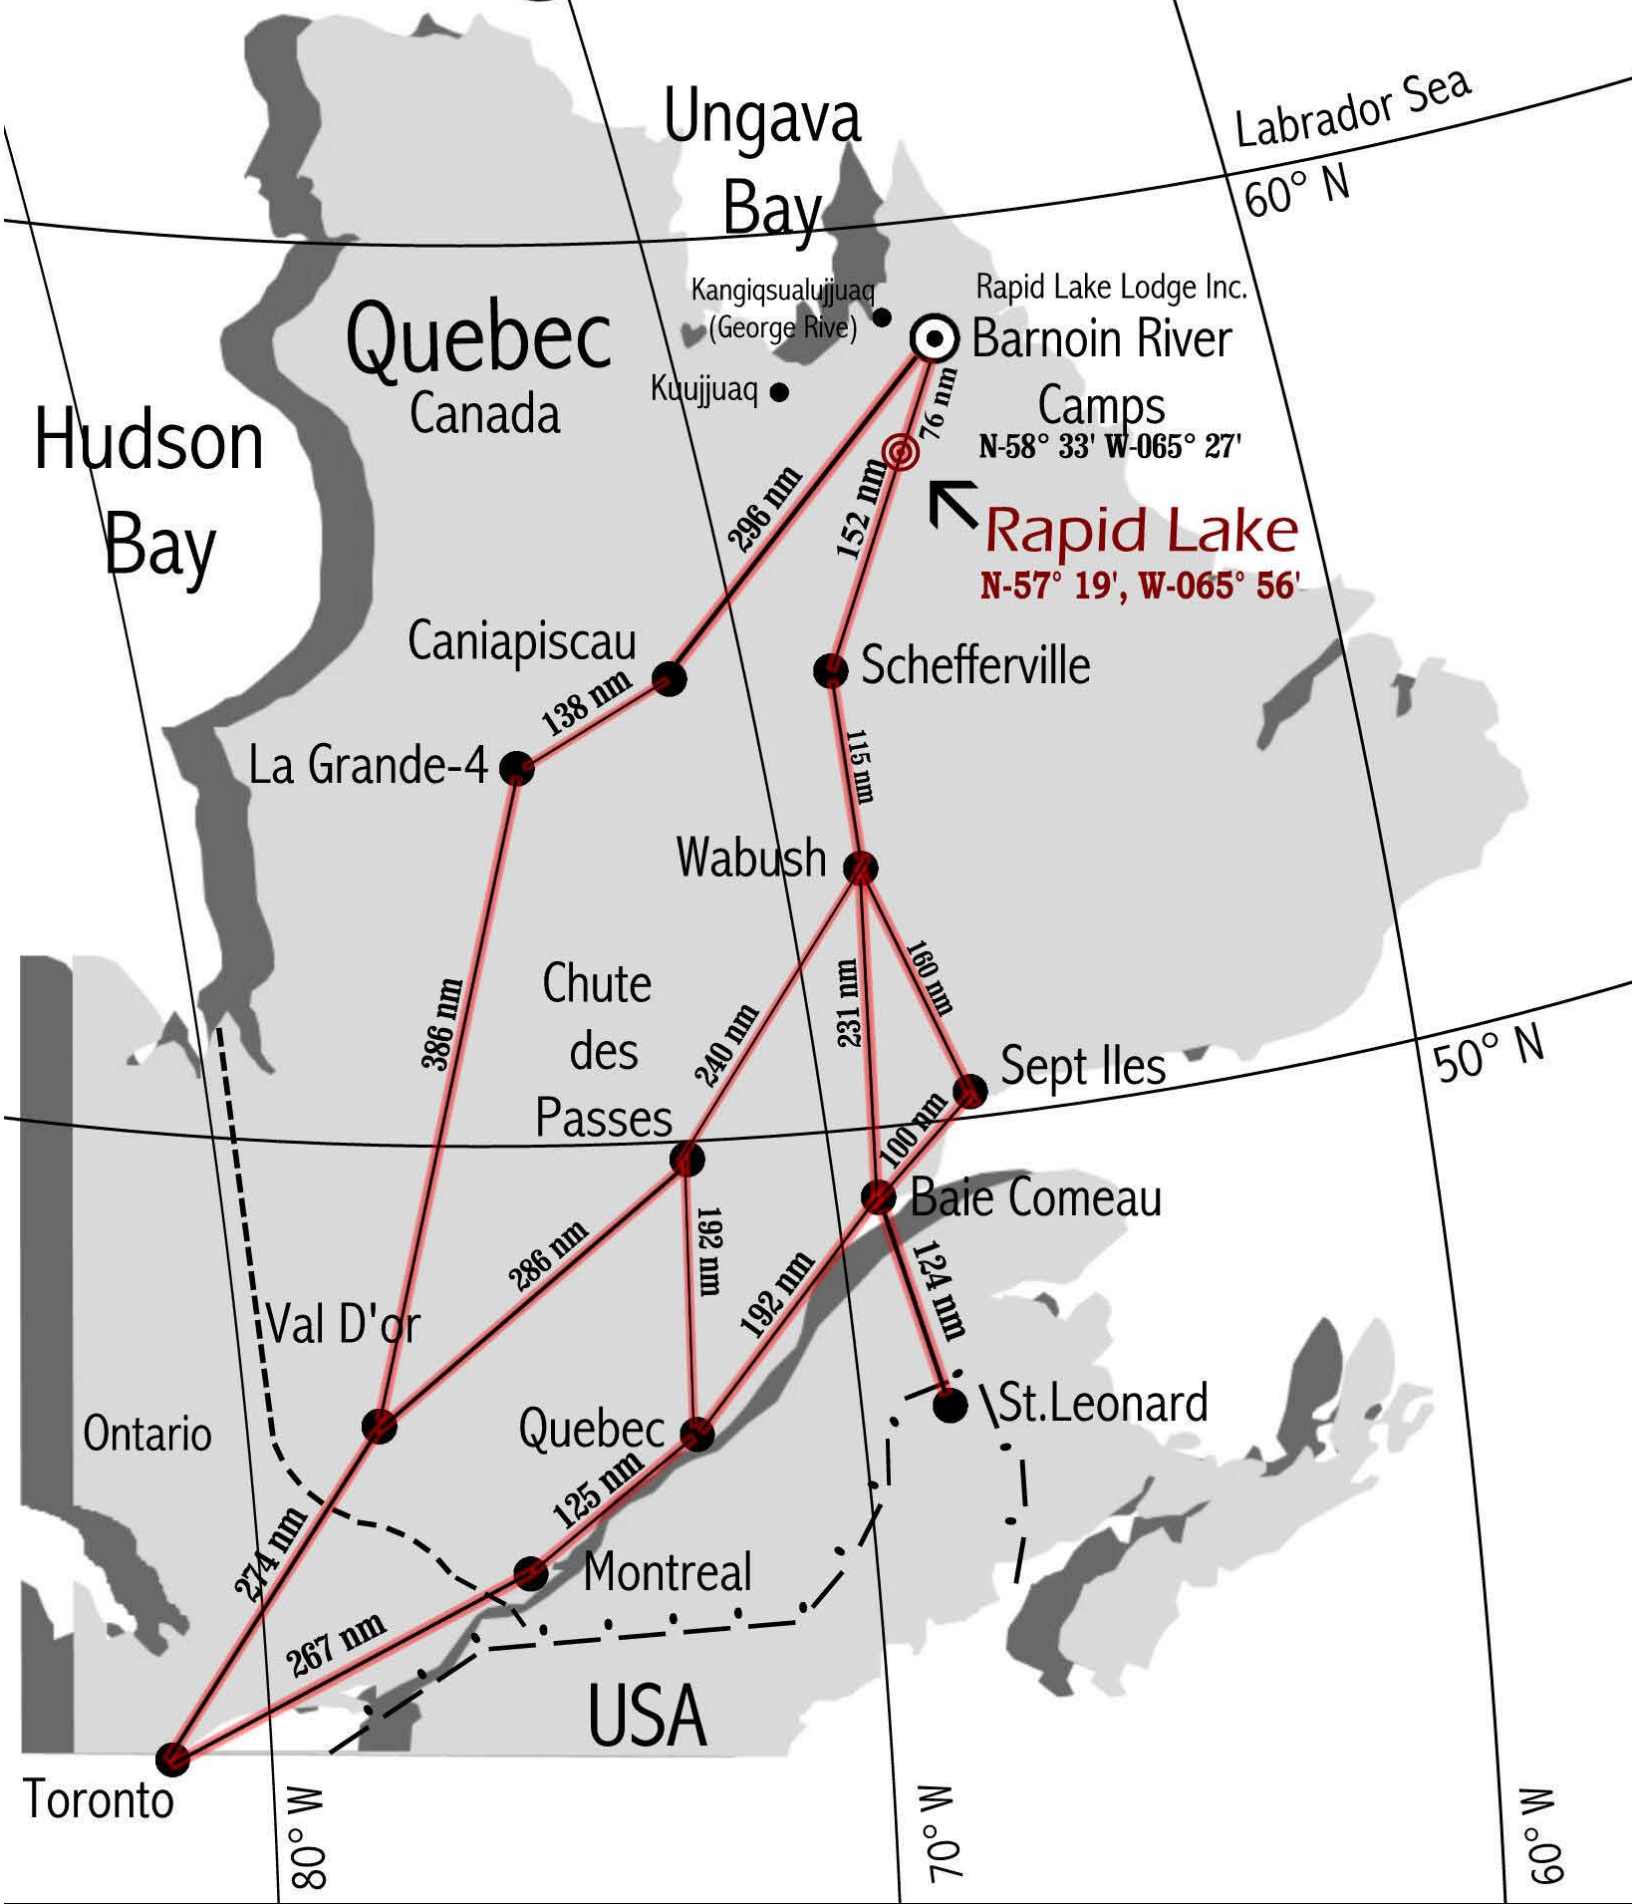 Labrador Sea
60° N
Ungava
Bay
Kangiqsualujjuaq
(George Rive)
Kuujjuaq
Rapid Lake Lodge Inc.
Barnoin River
Camps
N-58° 33' W-065° 27'
Quebec
Canada
Hudson
Bay
76 nm
296 nm
152 nm
Rapid Lake
N-57° 19', W-065° 56'
Caniapiscau
138 nm
Schefferville
La Grande-4
115 nm
Wabush
386 nm
Chute
des
Passes
240 nm
231 nm
160 nm
Sept Iles
50° N
100 nm
Baie Comeau
286 nm
192 nm
192 nm
124 nm
Val D'or
Ontario
Quebec
\St.Leonard
125 nm
274 nm
Montreal
267 nm
USA
Toronto
80° W
70° W
60° W